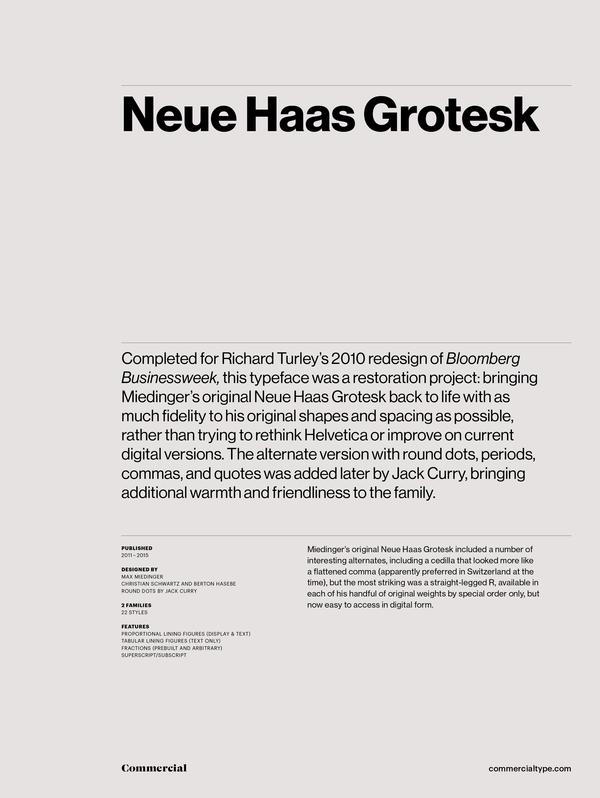 Neue Haas Grotesk
Completed for Richard Turley’s 2010 redesign of Bloomberg
Businessweek, this typeface was a restoration project: bringing
Miedinger’s original Neue Haas Grotesk back to life with as
much fidelity to his original shapes and spacing as possible,
rather than trying to rethink Helvetica or improve on current
digital versions. The alternate version with round dots, periods,
commas, and quotes was added later by Jack Curry, bringing
additional warmth and friendliness to the family.
PUBLISHED
2011–2015
DESIGNED BY
MAX MIEDINGER
CHRISTIAN SCHWARTZ AND BERTON HASEBE
ROUND DOTS BY JACK CURRY
2 FAMILIES
22 STYLES
FEATURES
PROPORTIONAL LINING FIGURES (DISPLAY & TEXT)
TABULAR LINING FIGURES (TEXT ONLY)
FRACTIONS (PREBUILT AND ARBITRARY)
SUPERSCRIPT/SUBSCRIPT
Miedinger’s original Neue Haas Grotesk included a number of
interesting alternates, including a cedilla that looked more like
a flattened comma (apparently preferred in Switzerland at the
time), but the most striking was a straight-legged R, available in
each of his handful of original weights by special order only, but
now easy to access in digital form.
Commercial
commercialtype.com